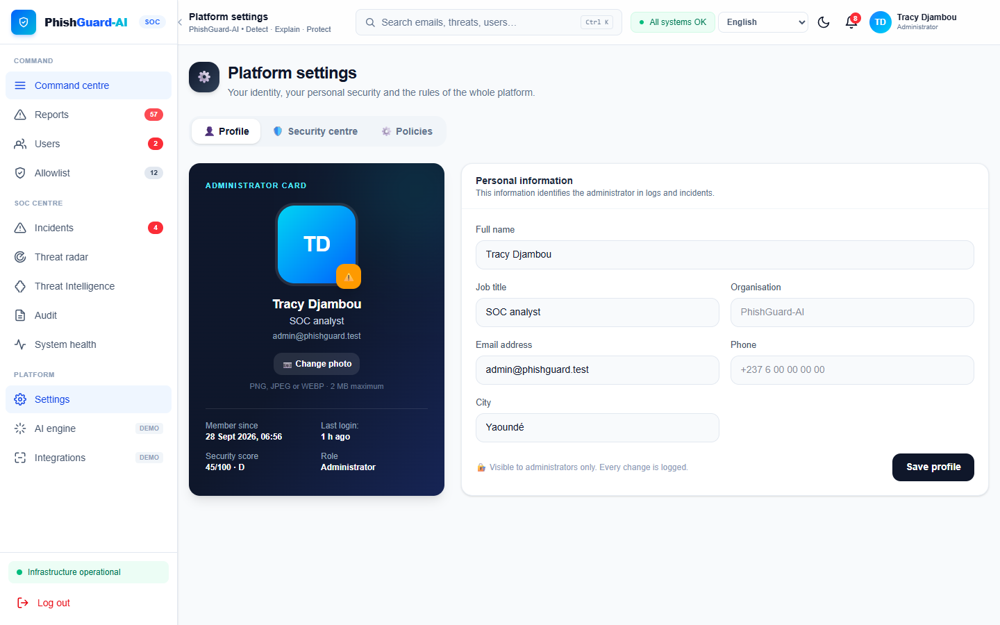 PhishGuard-AI
SOC
COMMAND
Command centre
Reports 57
Users 2
Allowlist 12
SOC CENTRE
Incidents 4
Threat radar
Threat Intelligence
Audit
System health
PLATFORM
Settings
AI engine DEMO
Integrations DEMO
Infrastructure operational
Log out
Platform settings
PhishGuard-AI • Detect · Explain · Protect
Search emails, threats, users…
Ctrl K
All systems OK
English
8
TD
Tracy Djambou
Administrator
Platform settings
Your identity, your personal security and the rules of the whole platform.
Profile
Security centre
Policies
ADMINISTRATOR CARD
TD
Tracy Djambou
SOC analyst
admin@phishguard.test
Change photo
PNG, JPEG or WEBP · 2 MB maximum
Member since
28 Sept 2026, 06:56
Last login:
1 h ago
Security score
45/100 · D
Role
Administrator
Personal information
This information identifies the administrator in logs and incidents.
Full name
Tracy Djambou
Job title
SOC analyst
Organisation
PhishGuard-AI
Email address
admin@phishguard.test
Phone
+237 6 00 00 00 00
City
Yaoundé
Visible to administrators only. Every change is logged.
Save profile